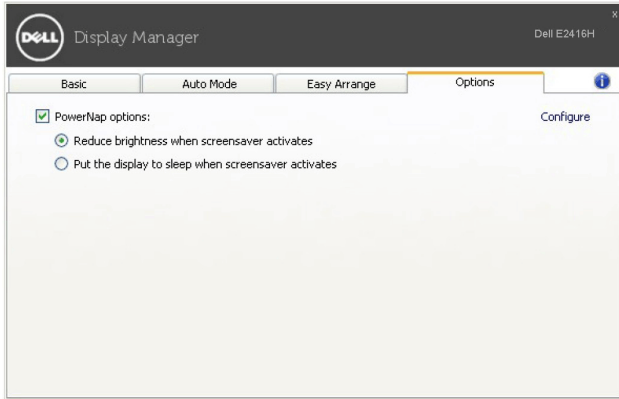 X
DELL Display Manager Dell E2416H
Basic Auto Mode Easy Arrange Options i
PowerNap options: Configure
Reduce brightness when screensaver activates
Put the display to sleep when screensaver activates